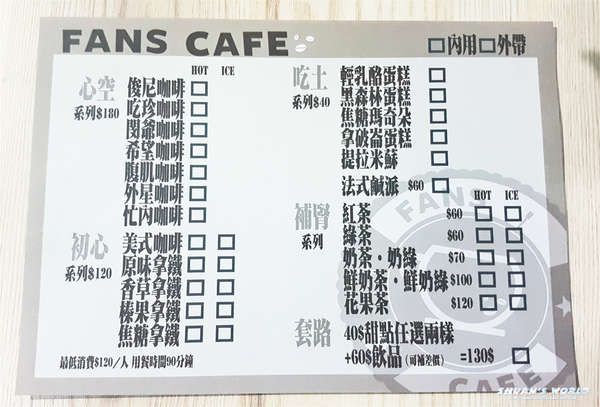 FANS CAFE
□內用□外帶
HOT ICE
心空
系列$180
俊尼咖啡 □
吃珍咖啡 □
閔爺咖啡 □
希望咖啡 □
腹肌咖啡 □
外星咖啡 □
忙內咖啡 □
初心
系列$120
美式咖啡 □ □
原味拿鐵 □ □
香草拿鐵 □ □
榛果拿鐵 □ □
焦糖拿鐵 □ □
最低消費$120/人 用餐時間90分鐘
吃土
系列$40
輕乳酪蛋糕 □
黑森林蛋糕 □
焦糖瑪奇朵 □
拿破崙蛋糕 □
提拉米蘇 □
法式鹹派 $60 □
HOT ICE
補腎
系列
紅茶 $60 □ □
綠茶 $60 □ □
奶茶·奶綠 $70 □ □
鮮奶茶·鮮奶綠 $100 □ □
花果茶 $120 □ □
套路
40$甜點任選兩樣
+60$飲品(可補差價) =130$ □
FANS
CAFE
SHUAN'S WORLD